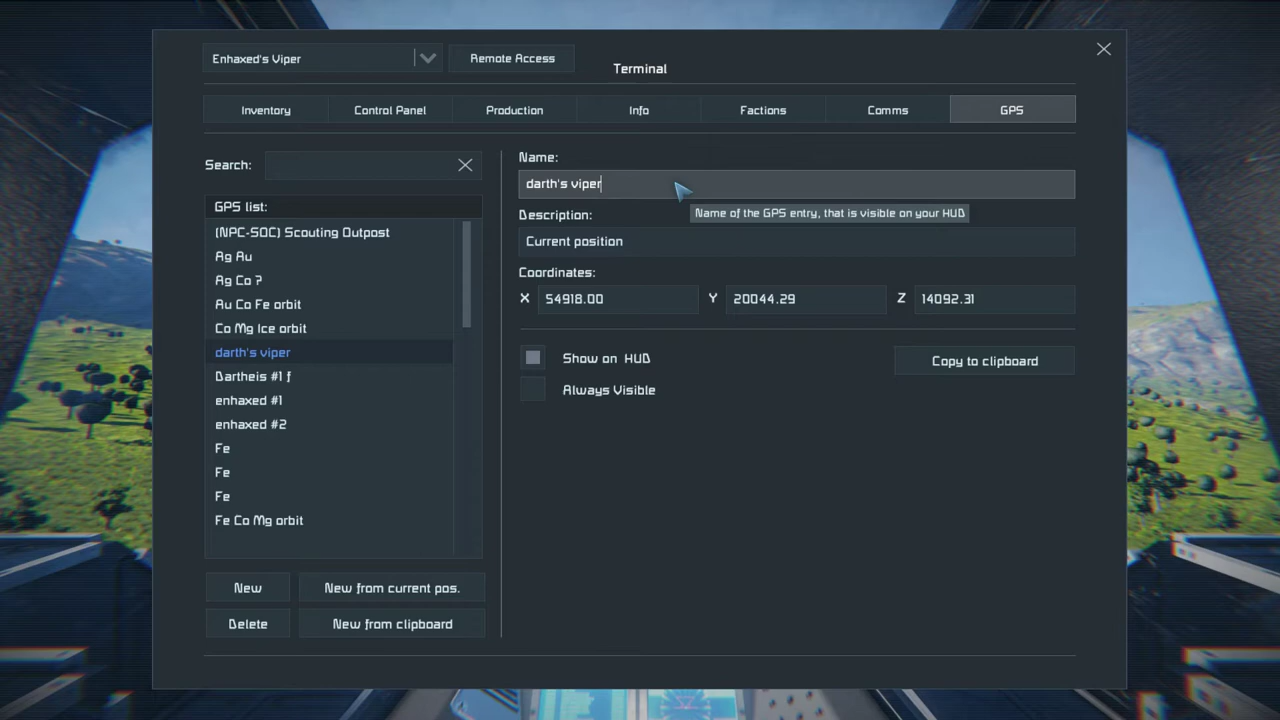 Enhaxed's Viper
Remote Access
Terminal
Inventory
Control Panel
Production
Info
Factions
Comms
GPS
Search:
GPS list:
(NPC-SOC) Scouting Outpost
Ag Au
Ag Co ?
Au Co Fe orbit
Co Mg Ice orbit
darth's viper
Dartheis #1 f
enhaxed #1
enhaxed #2
Fe
Fe
Fe
Fe Co Mg orbit
New
New from current pos.
Delete
New from clipboard
Name:
darth's viper
Name of the GPS entry, that is visible on your HUD
Description:
Current position
Coordinates:
X 54918.00 Y 20044.29 Z 14092.31
Show on HUD
Copy to clipboard
Always Visible